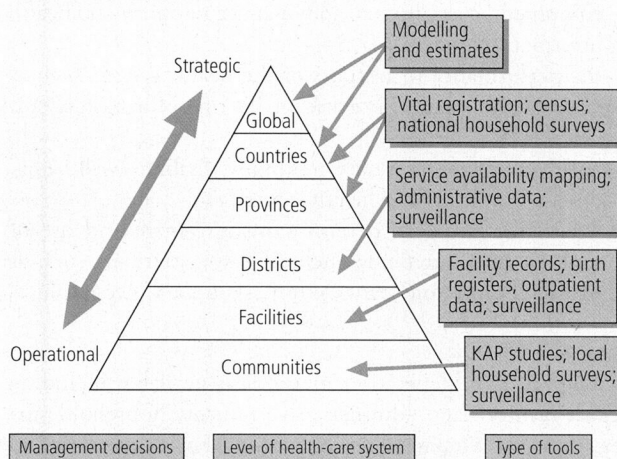 Modelling
and estimates
Strategic
Global
Vital registration; census;
national household surveys
Countries
Service availability mapping;
administrative data;
surveillance
Provinces
Districts
Facility records; birth
registers, outpatient
data; surveillance
Facilities
Operational
Communities
KAP studies; local
household surveys;
surveillance
Management decisions
Level of health-care system
Type of tools